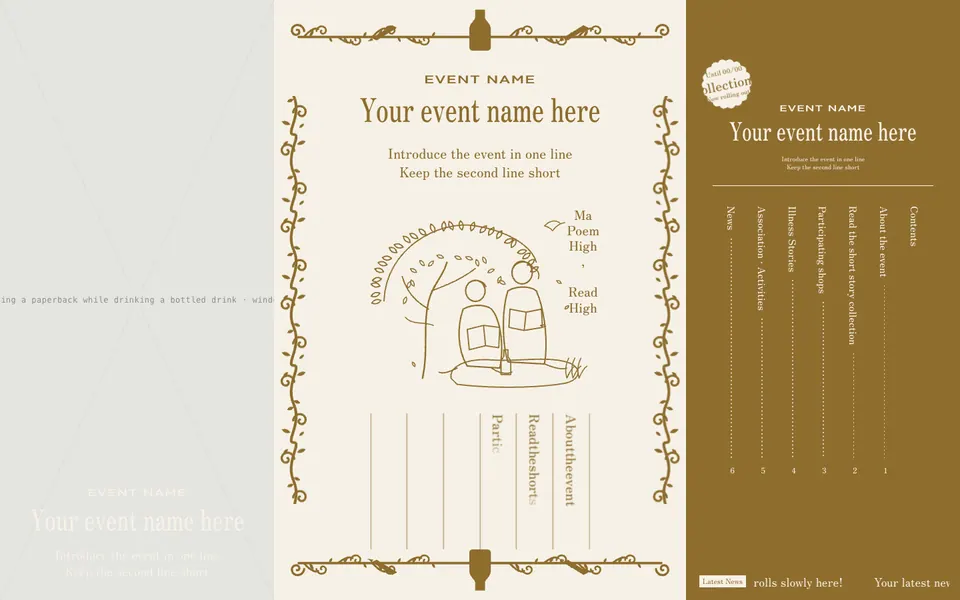 ing a paperback while drinking a bottled drink · wind
EVENT NAME
Your event name here
Introduce the event in one line
Keep the second line short
EVENT NAME
Your event name here
Introduce the event in one line
Keep the second line short
Ma
Poem
High
,
Read
High
Abouttheevent
Readtheshorts
Partic
Until 00/00
ollection
Now rolling out
EVENT NAME
Your event name here
Introduce the event in one line
Keep the second line short
Contents
About the event 1
Read the short story collection 2
Participating shops 3
Illness Stories 4
Association · Activities 5
News 6
Latest News
rolls slowly here!
Your latest new